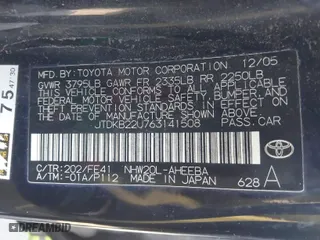 MFD. BY: TOYOTA MOTOR CORPORATION 12/05
GVWR 3795LB GAWR FR 2335LB RR 2250LB
THIS VEHICLE CONFORMS TO ALL APPLICABLE
FEDERAL MOTOR VEHICLE SAFETY, BUMPER AND
THEFT PREVENTION STANDARDS IN EFFECT ON
THE DATE OF MANUFACTURE SHOWN ABOVE.
JTDKB22U763141508
PASS. CAR
TOYOTA
C/TR:202/FE41 NHW20L-AHEEBA
A/TM:-01A/P112 MADE IN JAPAN 628 A
75